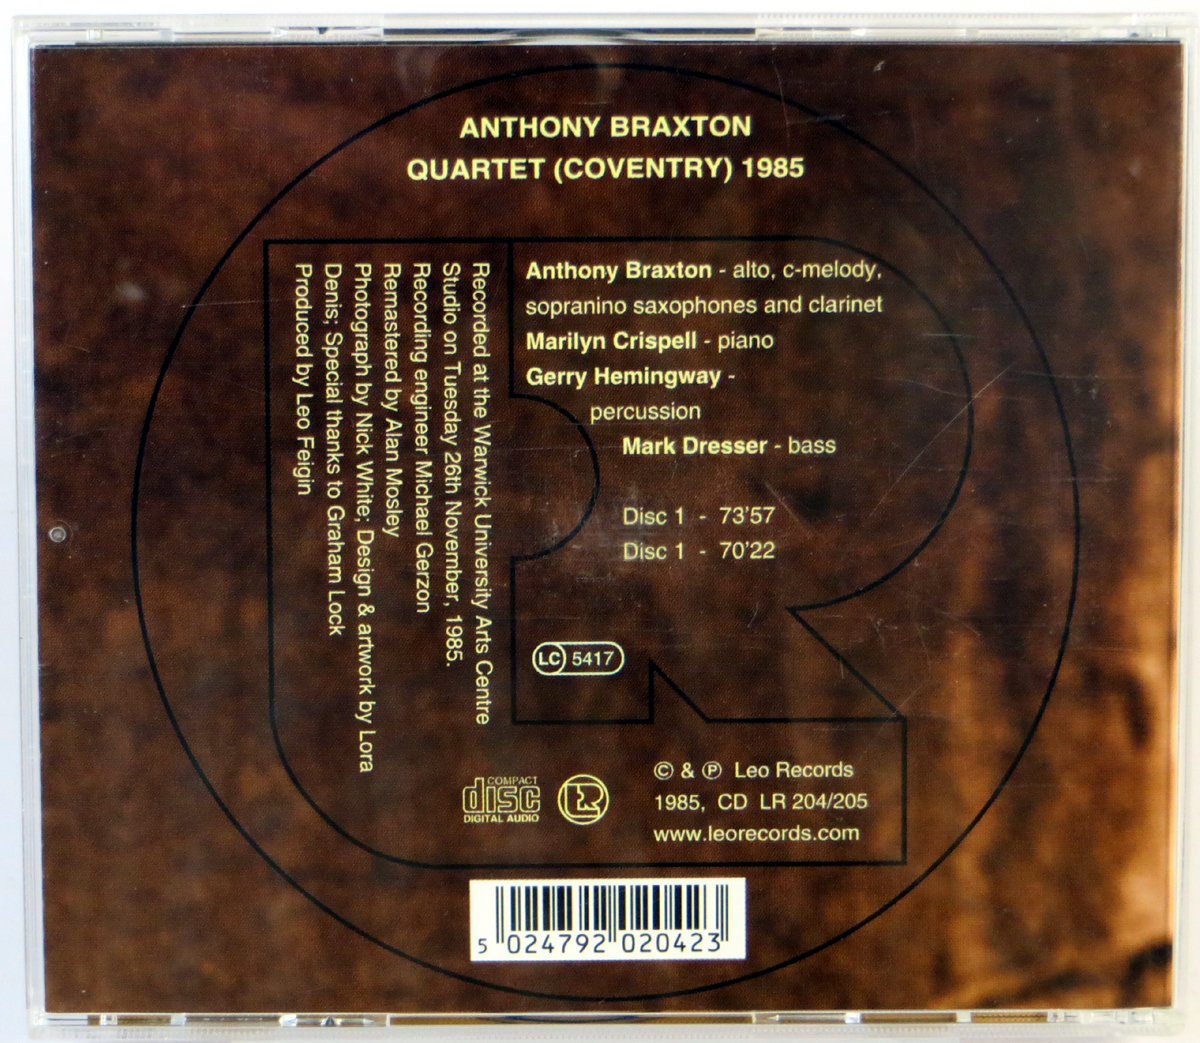 ANTHONY BRAXTON
QUARTET (COVENTRY) 1985
Anthony Braxton - alto, c-melody,
sopranino saxophones and clarinet
Marilyn Crispell - piano
Gerry Hemingway -
percussion
Mark Dresser - bass
Disc 1 - 73'57
Disc 1 - 70'22
Recorded at the Warwick University Arts Centre
Studio on Tuesday 26th November, 1985.
Recording engineer Michael Gerzon
Remastered by Alan Mosley
Photograph by Nick White; Design & artwork by Lora
Denis; Special thanks to Graham Lock
Produced by Leo Feigin
LC 5417
COMPACT
disc
DIGITAL AUDIO
LR
© & ℗ Leo Records
1985, CD LR 204/205
www.leorecords.com
5 024792 020423